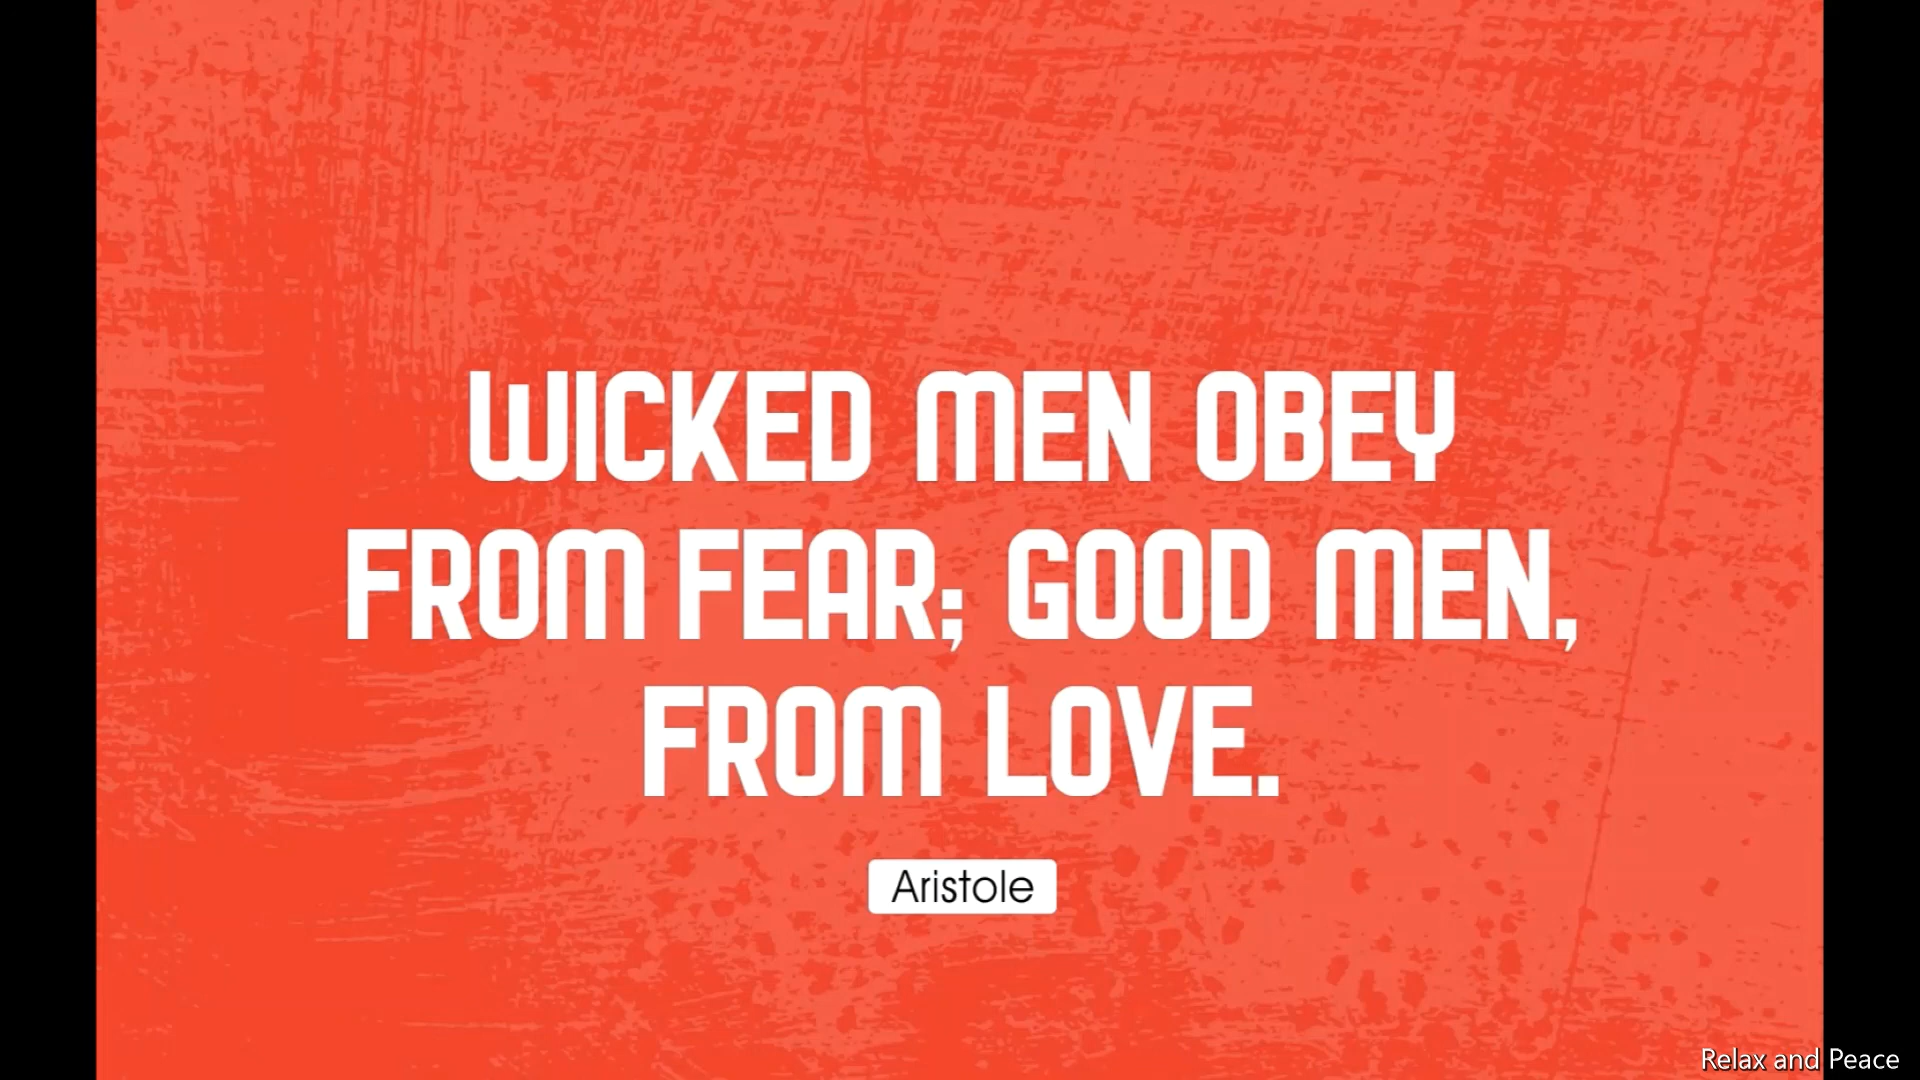 WICKED MEN OBEY
FROM FEAR; GOOD MEN,
FROM LOVE.
Aristole
Relax and Peace